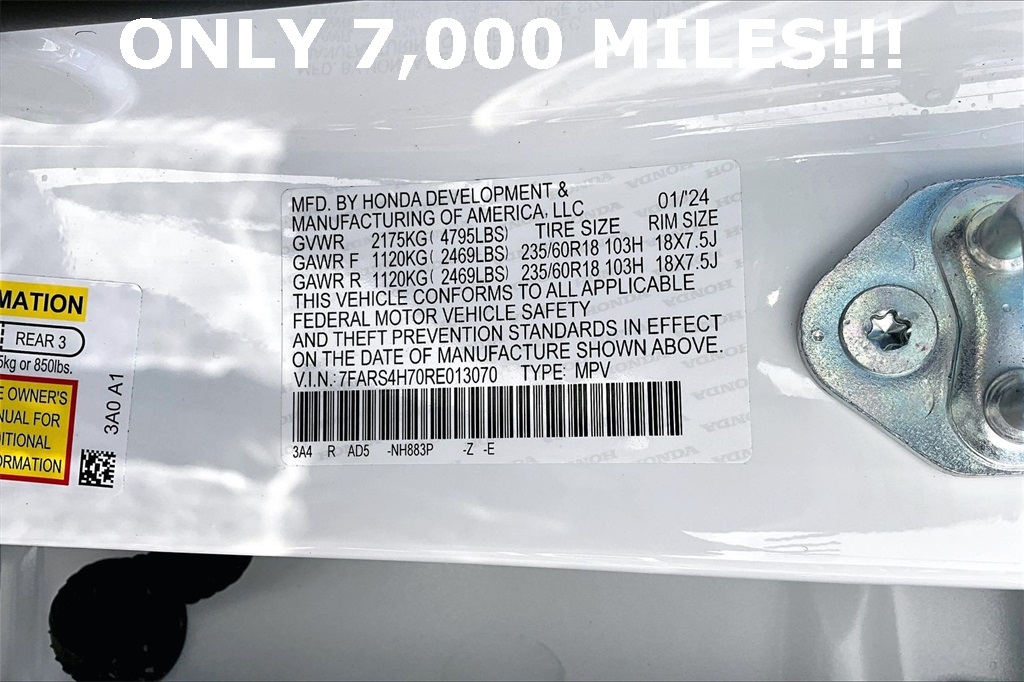 ONLY 7,000 MILES!!!
MFD. BY HONDA DEVELOPMENT & 01/'24
MANUFACTURING OF AMERICA, LLC
GVWR 2175KG( 4795LBS) TIRE SIZE RIM SIZE
GAWR F 1120KG( 2469LBS) 235/60R18 103H 18X7.5J
GAWR R 1120KG( 2469LBS) 235/60R18 103H 18X7.5J
THIS VEHICLE CONFORMS TO ALL APPLICABLE
FEDERAL MOTOR VEHICLE SAFETY
AND THEFT PREVENTION STANDARDS IN EFFECT
ON THE DATE OF MANUFACTURE SHOWN ABOVE.
V.I.N.: 7FARS4H70RE013070 TYPE: MPV
3A4 R AD5 -NH883P -Z -E
MATION
REAR 3
kg or 850lbs.
OWNER'S
NUAL FOR
DITIONAL
ORMATION
3A0 A1